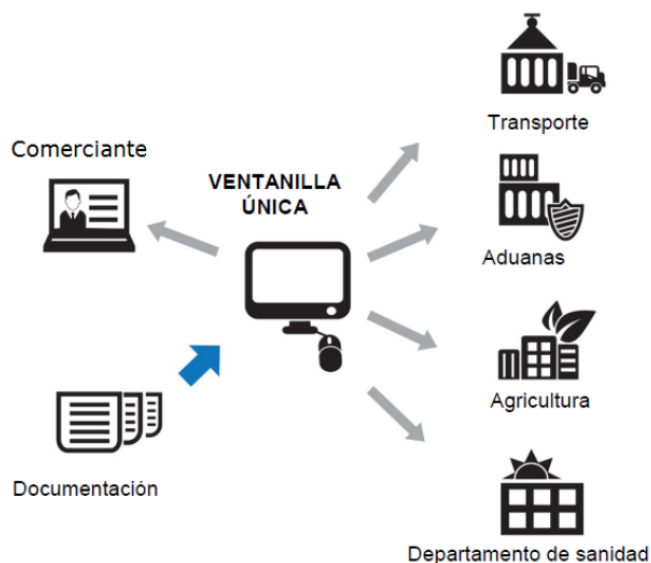 Transporte
Comerciante
VENTANILLA
ÚNICA
Aduanas
Agricultura
Documentación
Departamento de sanidad